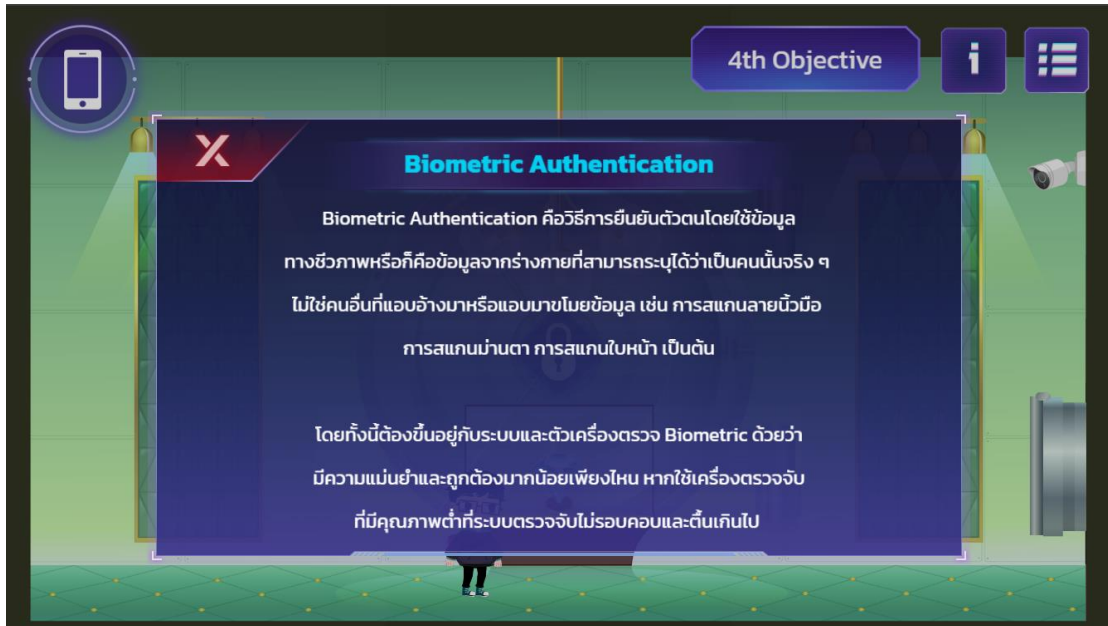 4th Objective
Biometric Authentication
Biometric Authentication คือวิธีการยืนยันตัวตนโดยใช้ข้อมูล
ทางชีวภาพหรือก็คือข้อมูลจากร่างกายที่สามารถระบุได้ว่าเป็นคนนั้นจริง ๆ
ไม่ใช่คนอื่นที่แอบอ้างมาหรือแอบมาขโมยข้อมูล เช่น การสแกนลายนิ้วมือ
การสแกนม่านตา การสแกนใบหน้า เป็นต้น
โดยทั้งนี้ต้องขึ้นอยู่กับระบบและตัวเครื่องตรวจ Biometric ด้วยว่า
มีความแม่นยำและถูกต้องมากน้อยเพียงไหน หากใช้เครื่องตรวจจับ
ที่มีคุณภาพต่ำที่ระบบตรวจจับไม่รอบคอบและตื้นเกินไป